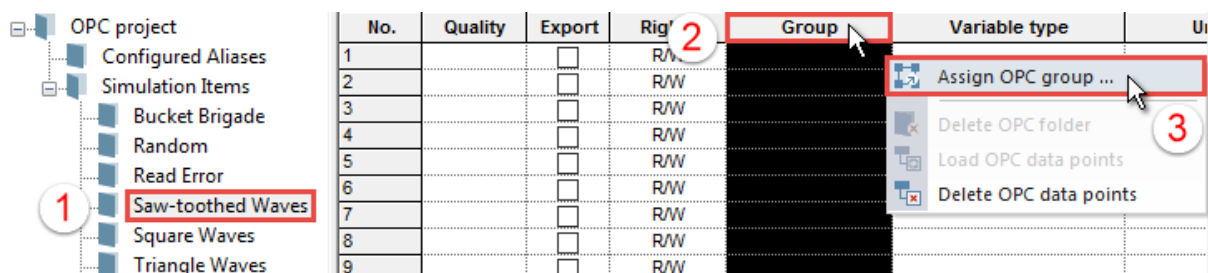 OPC project
Configured Aliases
Simulation Items
Bucket Brigade
Random
Read Error
1 Saw-toothed Waves
Square Waves
Triangle Waves
No. Quality Export 2 Group Variable type
1 R/W
2 R/W
3 R/W
4 R/W
5 R/W
6 R/W
7 R/W
8 R/W
9 R/W
Assign OPC group ...
3
Delete OPC folder
Load OPC data points
Delete OPC data points